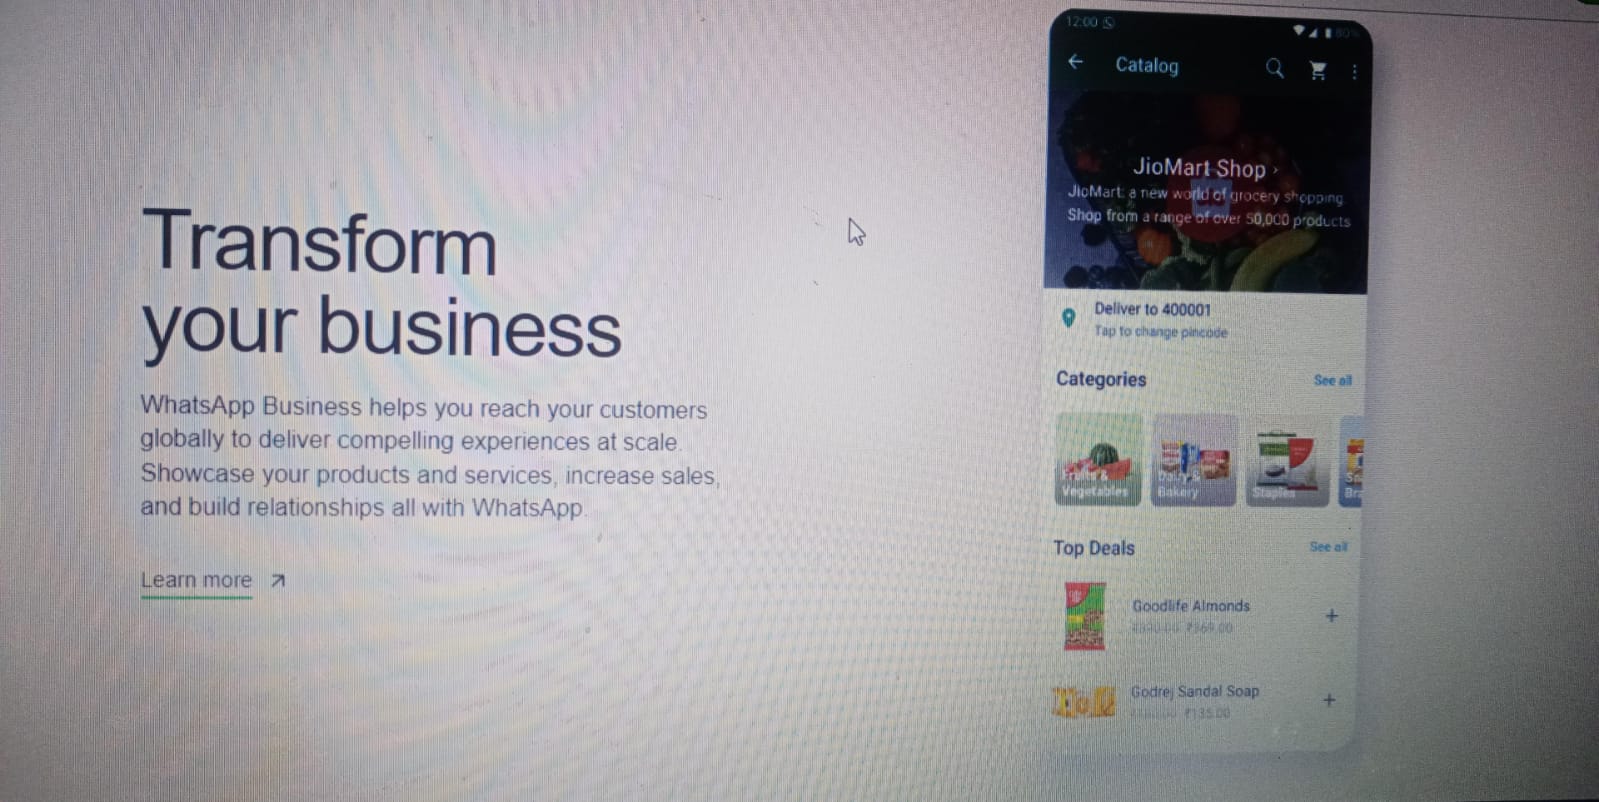 Transform
your business
WhatsApp Business helps you reach your customers
globally to deliver compelling experiences at scale.
Showcase your products and services, increase sales,
and build relationships all with WhatsApp.
Learn more
12:00
80%
Catalog
JioMart Shop ›
JioMart: a new world of grocery shopping.
Shop from a range of over 50,000 products
Deliver to 400001
Tap to change pincode
Categories
See all
Fruits &
Vegetables
Dairy &
Bakery
Staples
Top Deals
See all
Goodlife Almonds
₹369.00
Godrej Sandal Soap
₹135.00